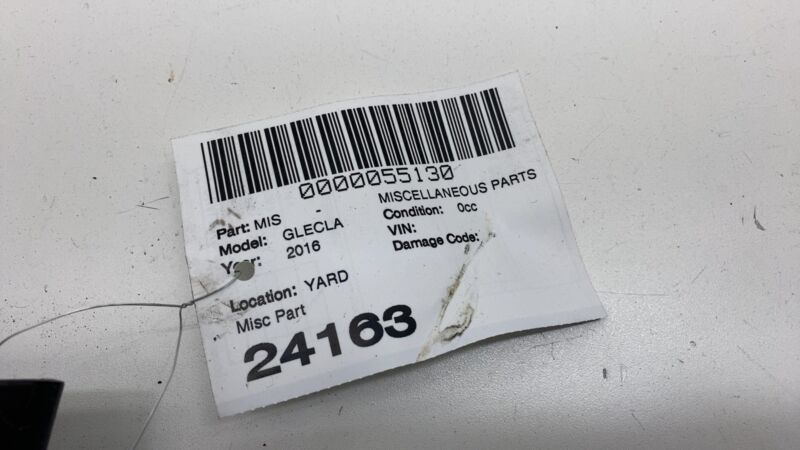 0000055130
Part: MIS - MISCELLANEOUS PARTS
Model: GLECLA Condition: 0cc
Year: 2016 VIN:
Damage Code:
Location: YARD
Misc Part
24163